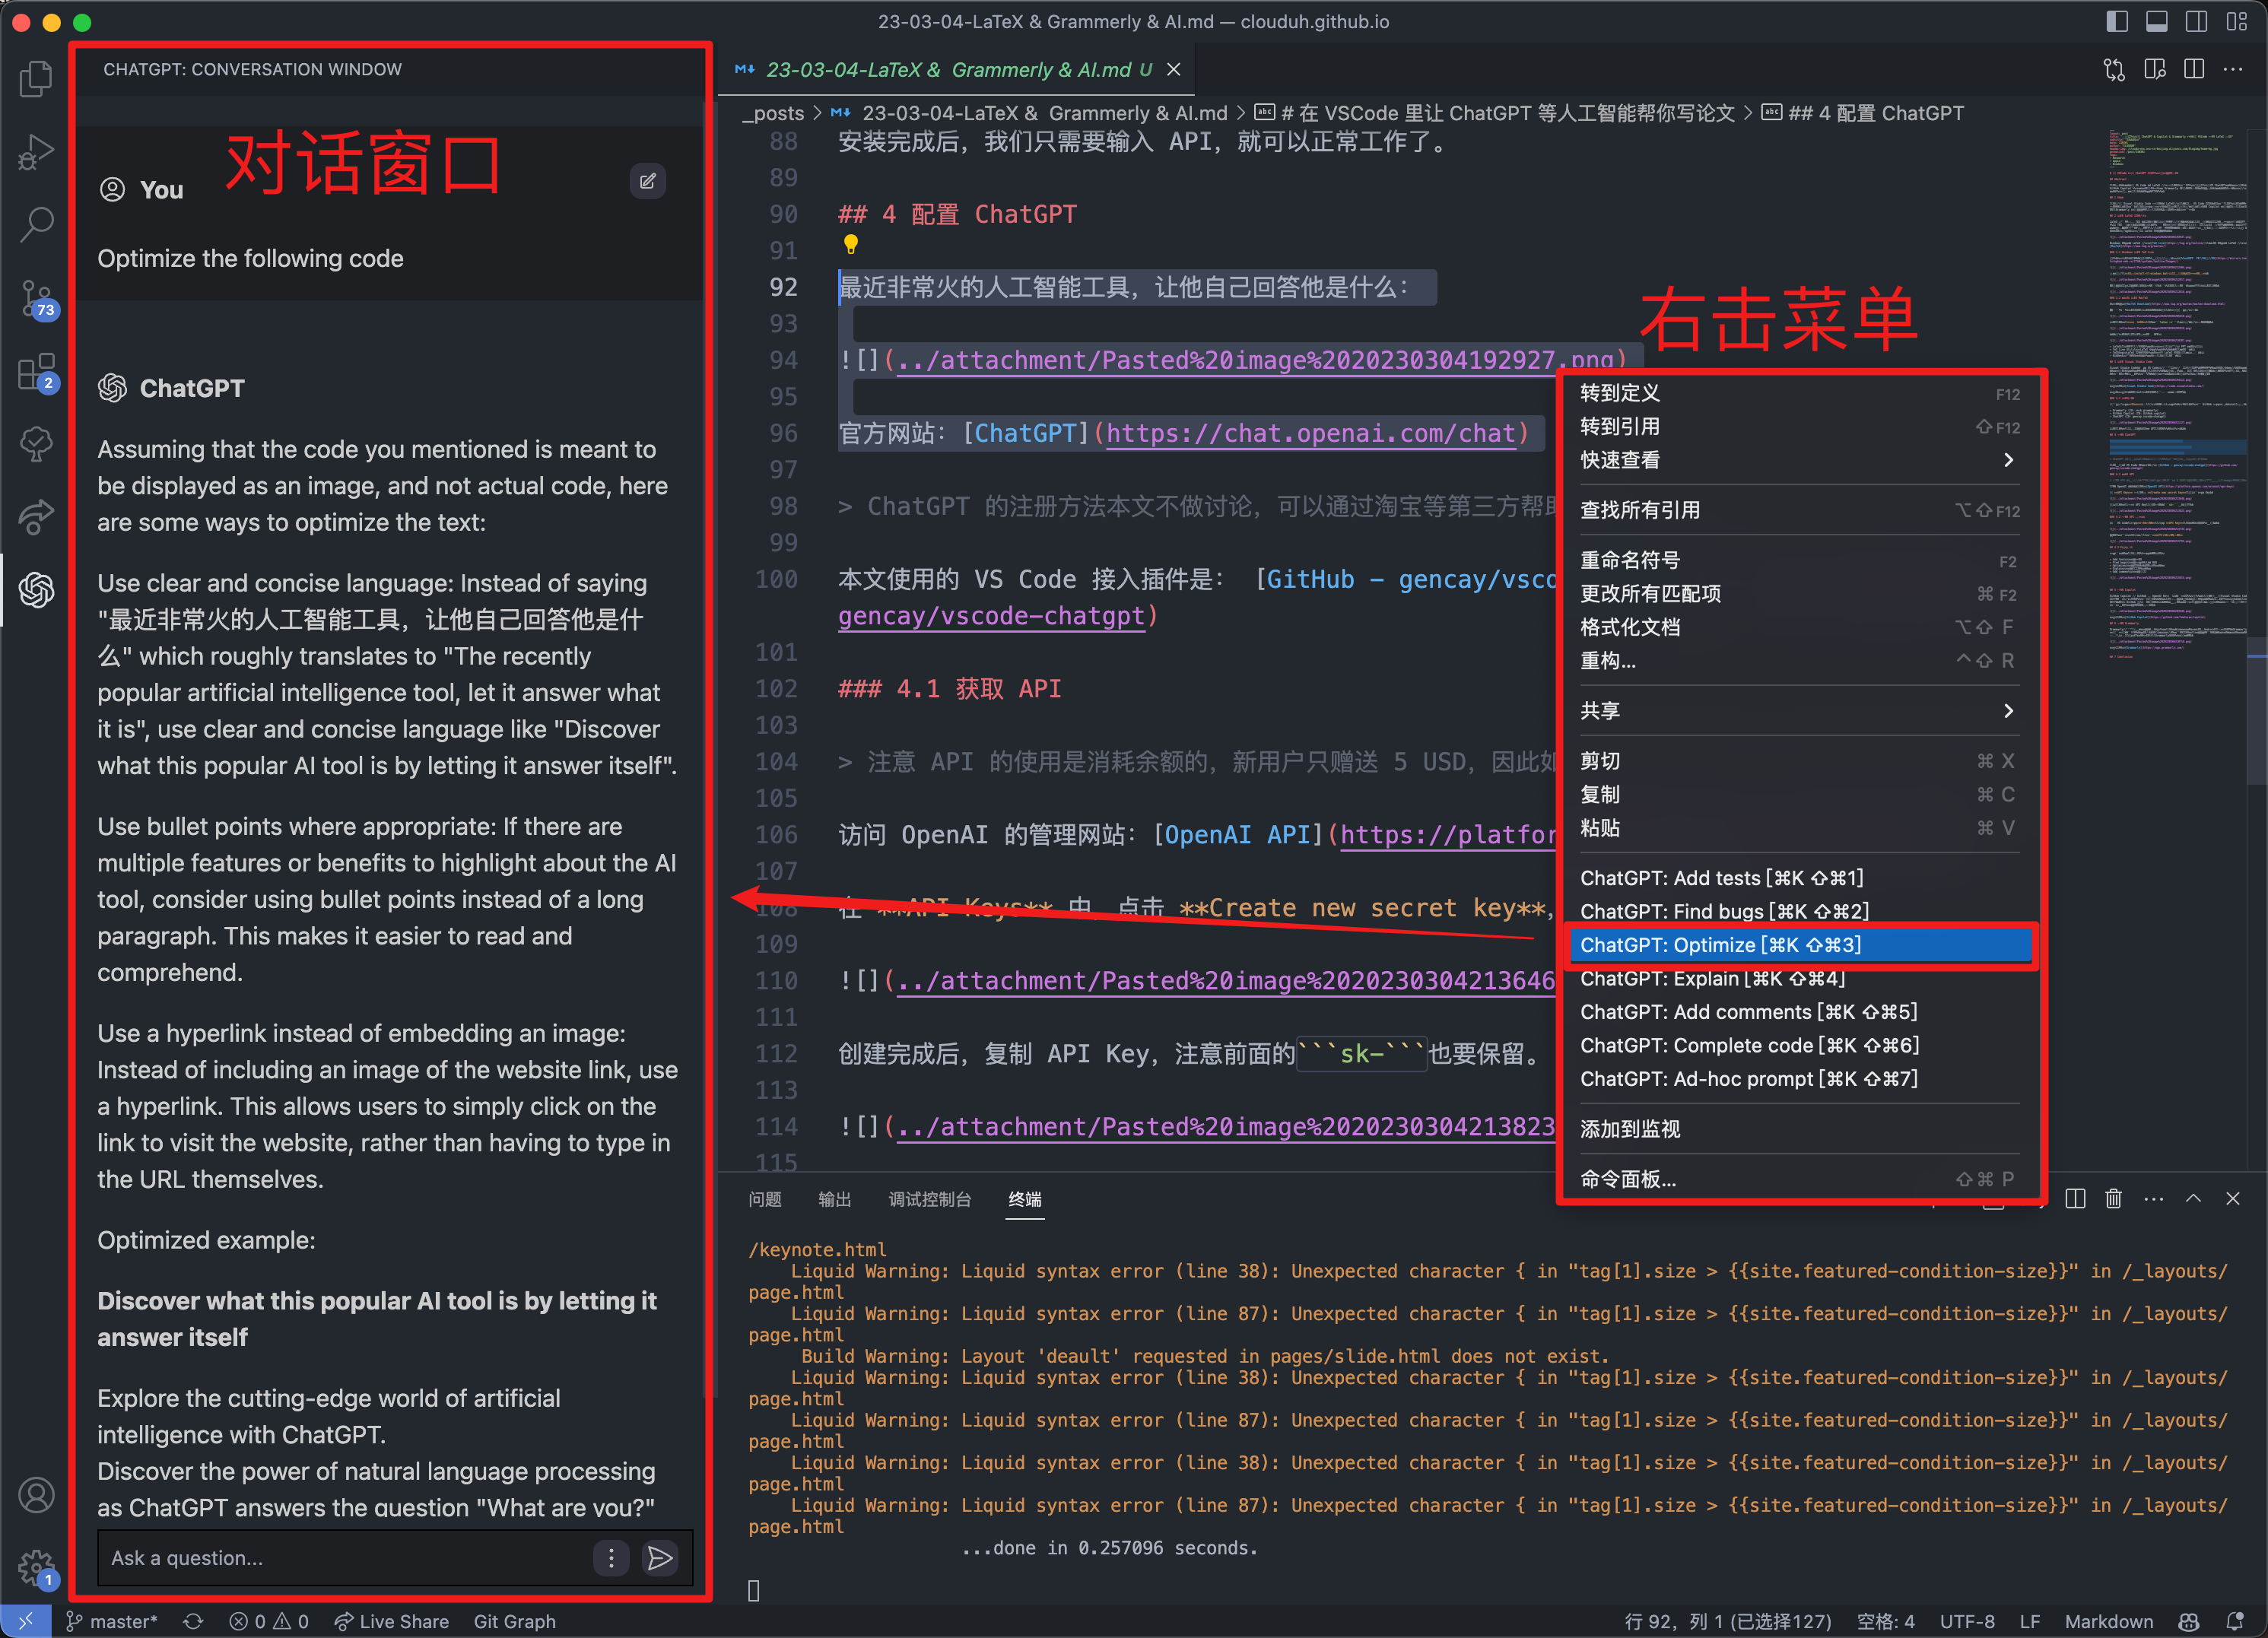 23-03-04-LaTeX & Grammerly & AI.md — clouduh.github.io
CHATGPT: CONVERSATION WINDOW
对话窗口
You
Optimize the following code
ChatGPT
Assuming that the code you mentioned is meant to
be displayed as an image, and not actual code, here
are some ways to optimize the text:
Use clear and concise language: Instead of saying
"最近非常火的人工智能工具，让他自己回答他是什
么" which roughly translates to "The recently
popular artificial intelligence tool, let it answer what
it is", use clear and concise language like "Discover
what this popular AI tool is by letting it answer itself".
Use bullet points where appropriate: If there are
multiple features or benefits to highlight about the AI
tool, consider using bullet points instead of a long
paragraph. This makes it easier to read and
comprehend.
Use a hyperlink instead of embedding an image:
Instead of including an image of the website link, use
a hyperlink. This allows users to simply click on the
link to visit the website, rather than having to type in
the URL themselves.
Optimized example:
Discover what this popular AI tool is by letting it
answer itself
Explore the cutting-edge world of artificial
intelligence with ChatGPT.
Discover the power of natural language processing
as ChatGPT answers the question "What are you?"
Ask a question...
73
2
1
23-03-04-LaTeX & Grammerly & AI.md U
_posts > 23-03-04-LaTeX & Grammerly & AI.md > # 在 VSCode 里让 ChatGPT 等人工智能帮你写论文 > ## 4 配置 ChatGPT
88 安装完成后，我们只需要输入 API，就可以正常工作了。
89
90 ## 4 配置 ChatGPT
91
92 最近非常火的人工智能工具，让他自己回答他是什么：
93
94 ![](../attachment/Pasted%20image%2020230304192927.png)
95
96 官方网站：[ChatGPT](https://chat.openai.com/chat)
97
98 > ChatGPT 的注册方法本文不做讨论，可以通过淘宝等第三方帮助
99
100 本文使用的 VS Code 接入插件是： [GitHub - gencay/vsco
gencay/vscode-chatgpt)
101
102 ### 4.1 获取 API
103
104 > 注意 API 的使用是消耗余额的，新用户只赠送 5 USD，因此如
105
106 访问 OpenAI 的管理网站：[OpenAI API](https://platfor
107
108 在 **API Keys** 中，点击 **Create new secret key**，
109
110 ![](../attachment/Pasted%20image%2020230304213646
111
112 创建完成后，复制 API Key，注意前面的```sk-```也要保留。
113
114 ![](../attachment/Pasted%20image%2020230304213823
115
右击菜单
转到定义 F12
转到引用 ⇧F12
快速查看 >
查找所有引用 ⌥⇧F12
重命名符号 F2
更改所有匹配项 ⌘F2
格式化文档 ⌥⇧ F
重构... ^⇧ R
共享 >
剪切 ⌘ X
复制 ⌘ C
粘贴 ⌘ V
ChatGPT: Add tests [⌘K ⇧⌘1]
ChatGPT: Find bugs [⌘K ⇧⌘2]
ChatGPT: Optimize [⌘K ⇧⌘3]
ChatGPT: Explain [⌘K ⇧⌘4]
ChatGPT: Add comments [⌘K ⇧⌘5]
ChatGPT: Complete code [⌘K ⇧⌘6]
ChatGPT: Ad-hoc prompt [⌘K ⇧⌘7]
添加到监视
命令面板... ⇧⌘ P
问题 输出 调试控制台 终端
/keynote.html
Liquid Warning: Liquid syntax error (line 38): Unexpected character { in "tag[1].size > {{site.featured-condition-size}}" in /_layouts/
page.html
Liquid Warning: Liquid syntax error (line 87): Unexpected character { in "tag[1].size > {{site.featured-condition-size}}" in /_layouts/
page.html
Build Warning: Layout 'deault' requested in pages/slide.html does not exist.
Liquid Warning: Liquid syntax error (line 38): Unexpected character { in "tag[1].size > {{site.featured-condition-size}}" in /_layouts/
page.html
Liquid Warning: Liquid syntax error (line 87): Unexpected character { in "tag[1].size > {{site.featured-condition-size}}" in /_layouts/
page.html
Liquid Warning: Liquid syntax error (line 38): Unexpected character { in "tag[1].size > {{site.featured-condition-size}}" in /_layouts/
page.html
Liquid Warning: Liquid syntax error (line 87): Unexpected character { in "tag[1].size > {{site.featured-condition-size}}" in /_layouts/
page.html
...done in 0.257096 seconds.
master* 0 0 Live Share Git Graph 行 92，列 1 (已选择127) 空格: 4 UTF-8 LF Markdown